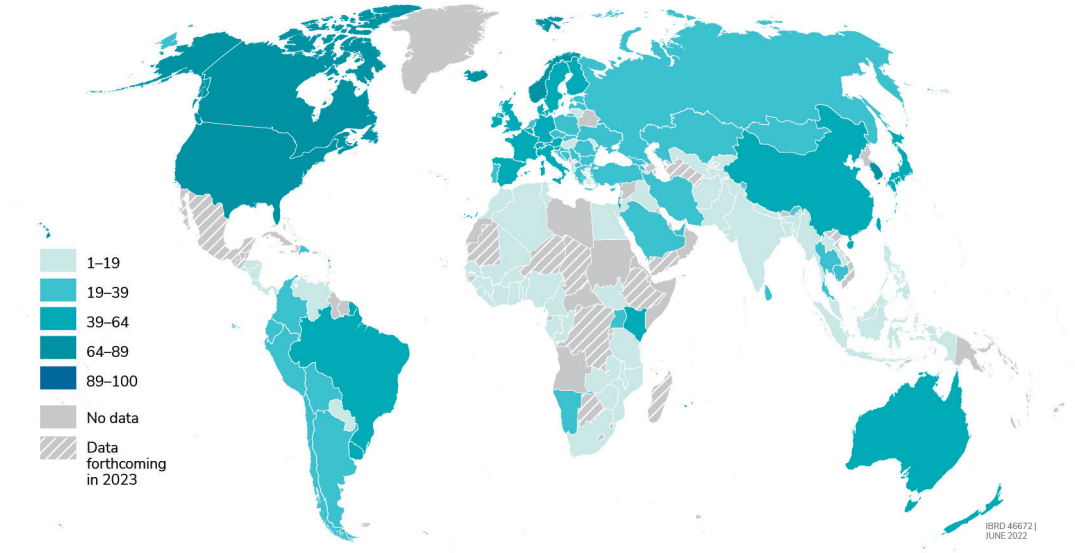 1–19
19–39
39–64
64–89
89–100
No data
Data
forthcoming
in 2023
IBRD 46672 |
JUNE 2022